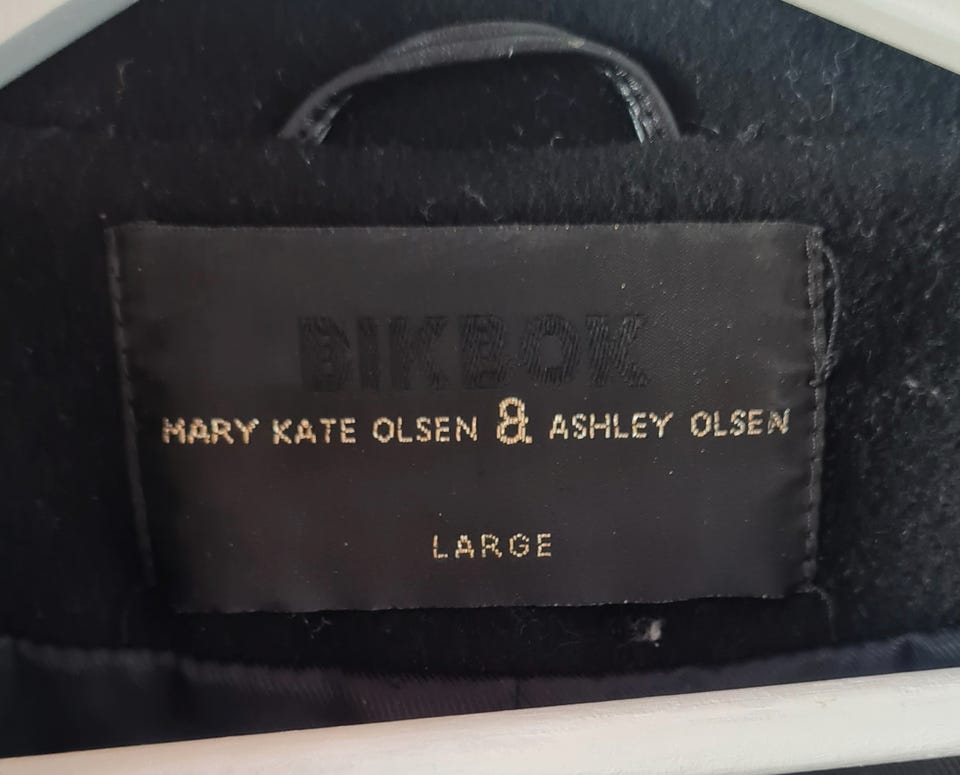 BIKBOK
MARY KATE OLSEN & ASHLEY OLSEN
LARGE